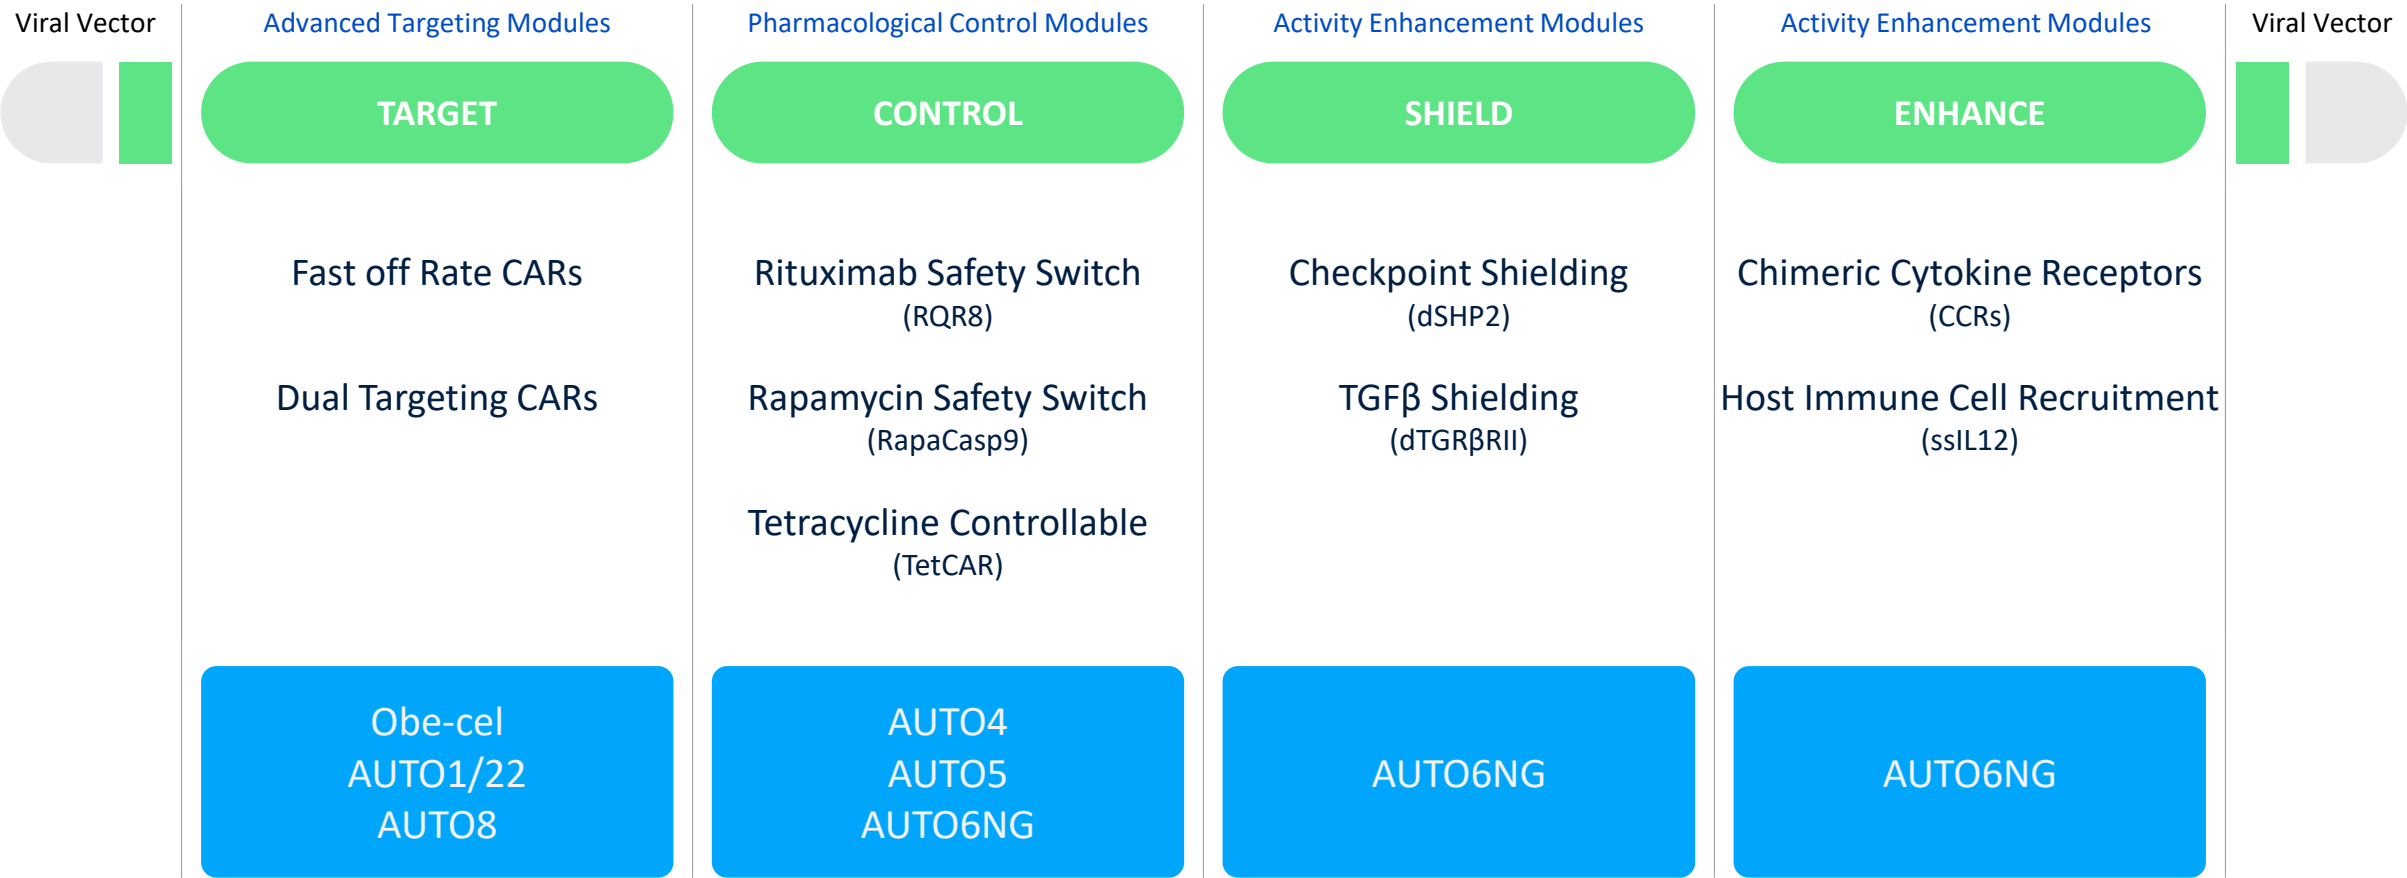 Viral Vector
Advanced Targeting Modules
Pharmacological Control Modules
Activity Enhancement Modules
Activity Enhancement Modules
Viral Vector
TARGET
CONTROL
SHIELD
ENHANCE
Fast off Rate CARs
Dual Targeting CARs
Rituximab Safety Switch
(RQR8)
Rapamycin Safety Switch
(RapaCasp9)
Tetracycline Controllable
(TetCAR)
Checkpoint Shielding
(dSHP2)
TGFβ Shielding
(dTGRβRII)
Chimeric Cytokine Receptors
(CCRs)
Host Immune Cell Recruitment
(ssIL12)
Obe-cel
AUTO1/22
AUTO8
AUTO4
AUTO5
AUTO6NG
AUTO6NG
AUTO6NG